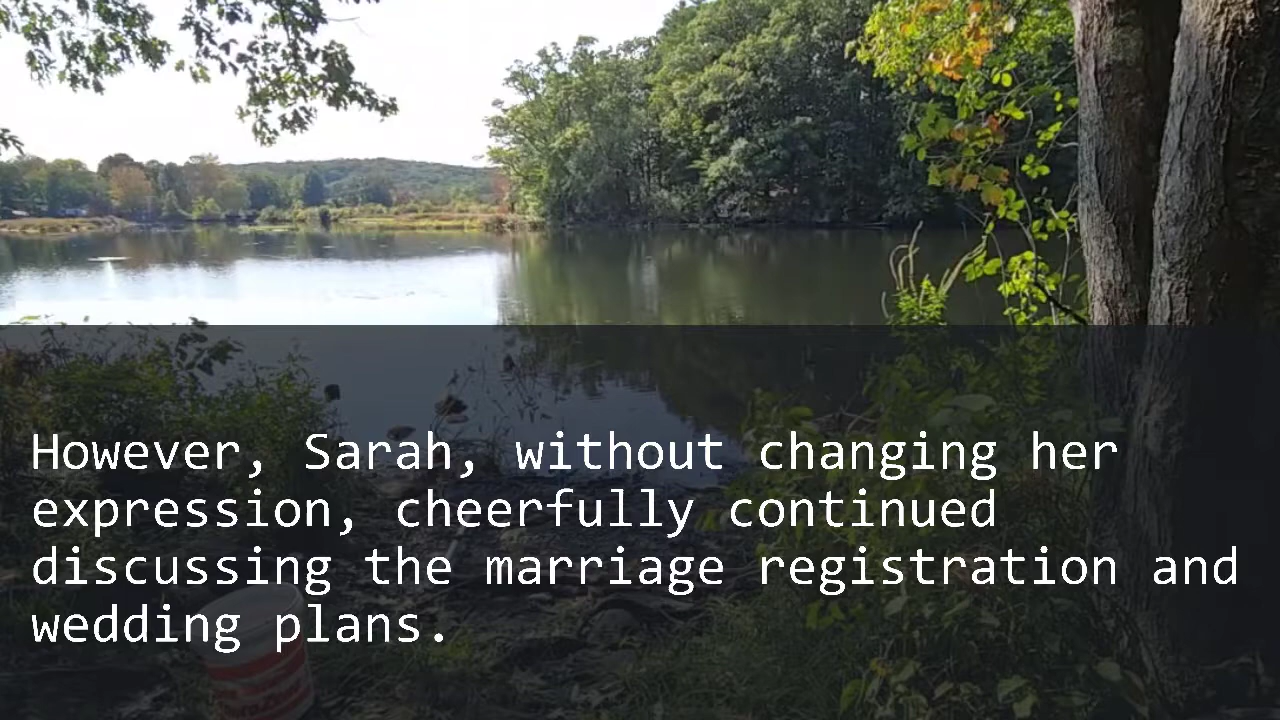 However, Sarah, without changing her
expression, cheerfully continued
discussing the marriage registration and
wedding plans.